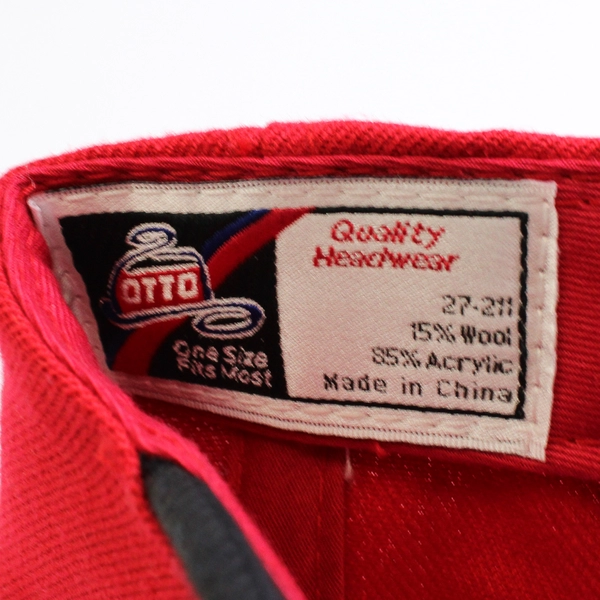 OTTO
One Size
Fits Most
Quality
Headwear
27-211
15% Wool
85% Acrylic
Made in China